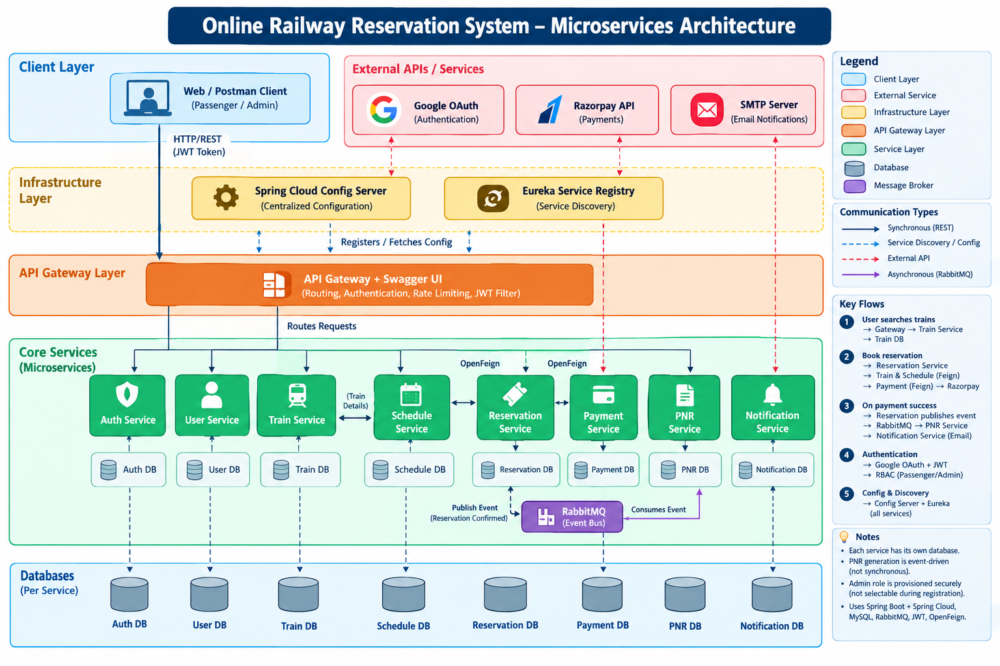 Online Railway Reservation System – Microservices Architecture
Client Layer
Web / Postman Client
(Passenger / Admin)
HTTP/REST
(JWT Token)
External APIs / Services
Google OAuth
(Authentication)
Razorpay API
(Payments)
SMTP Server
(Email Notifications)
Infrastructure
Layer
Spring Cloud Config Server
(Centralized Configuration)
Eureka Service Registry
(Service Discovery)
Registers / Fetches Config
API Gateway Layer
API Gateway + Swagger UI
(Routing, Authentication, Rate Limiting, JWT Filter)
Routes Requests
Core Services
(Microservices)
OpenFeign
OpenFeign
Auth Service
User Service
Train Service
(Train
Details)
Schedule
Service
Reservation
Service
Payment
Service
PNR
Service
Notification
Service
Auth DB
User DB
Train DB
Schedule DB
Reservation DB
Payment DB
PNR DB
Notification DB
Publish Event
(Reservation Confirmed)
RabbitMQ
(Event Bus)
Consumes Event
Databases
(Per Service)
Auth DB
User DB
Train DB
Schedule DB
Reservation DB
Payment DB
PNR DB
Notification DB
Legend
Client Layer
External Service
Infrastructure Layer
API Gateway Layer
Service Layer
Database
Message Broker
Communication Types
Synchronous (REST)
Service Discovery / Config
External API
Asynchronous (RabbitMQ)
Key Flows
1 User searches trains
→ Gateway → Train Service
→ Train DB
2 Book reservation
→ Reservation Service
→ Train & Schedule (Feign)
→ Payment (Feign) → Razorpay
3 On payment success
→ Reservation publishes event
→ RabbitMQ → PNR Service
→ Notification Service (Email)
4 Authentication
→ Google OAuth + JWT
→ RBAC (Passenger/Admin)
5 Config & Discovery
→ Config Server + Eureka
(all services)
Notes
• Each service has its own database.
• PNR generation is event-driven
(not synchronous).
• Admin role is provisioned securely
(not selectable during registration).
• Uses Spring Boot + Spring Cloud,
MySQL, RabbitMQ, JWT, OpenFeign.